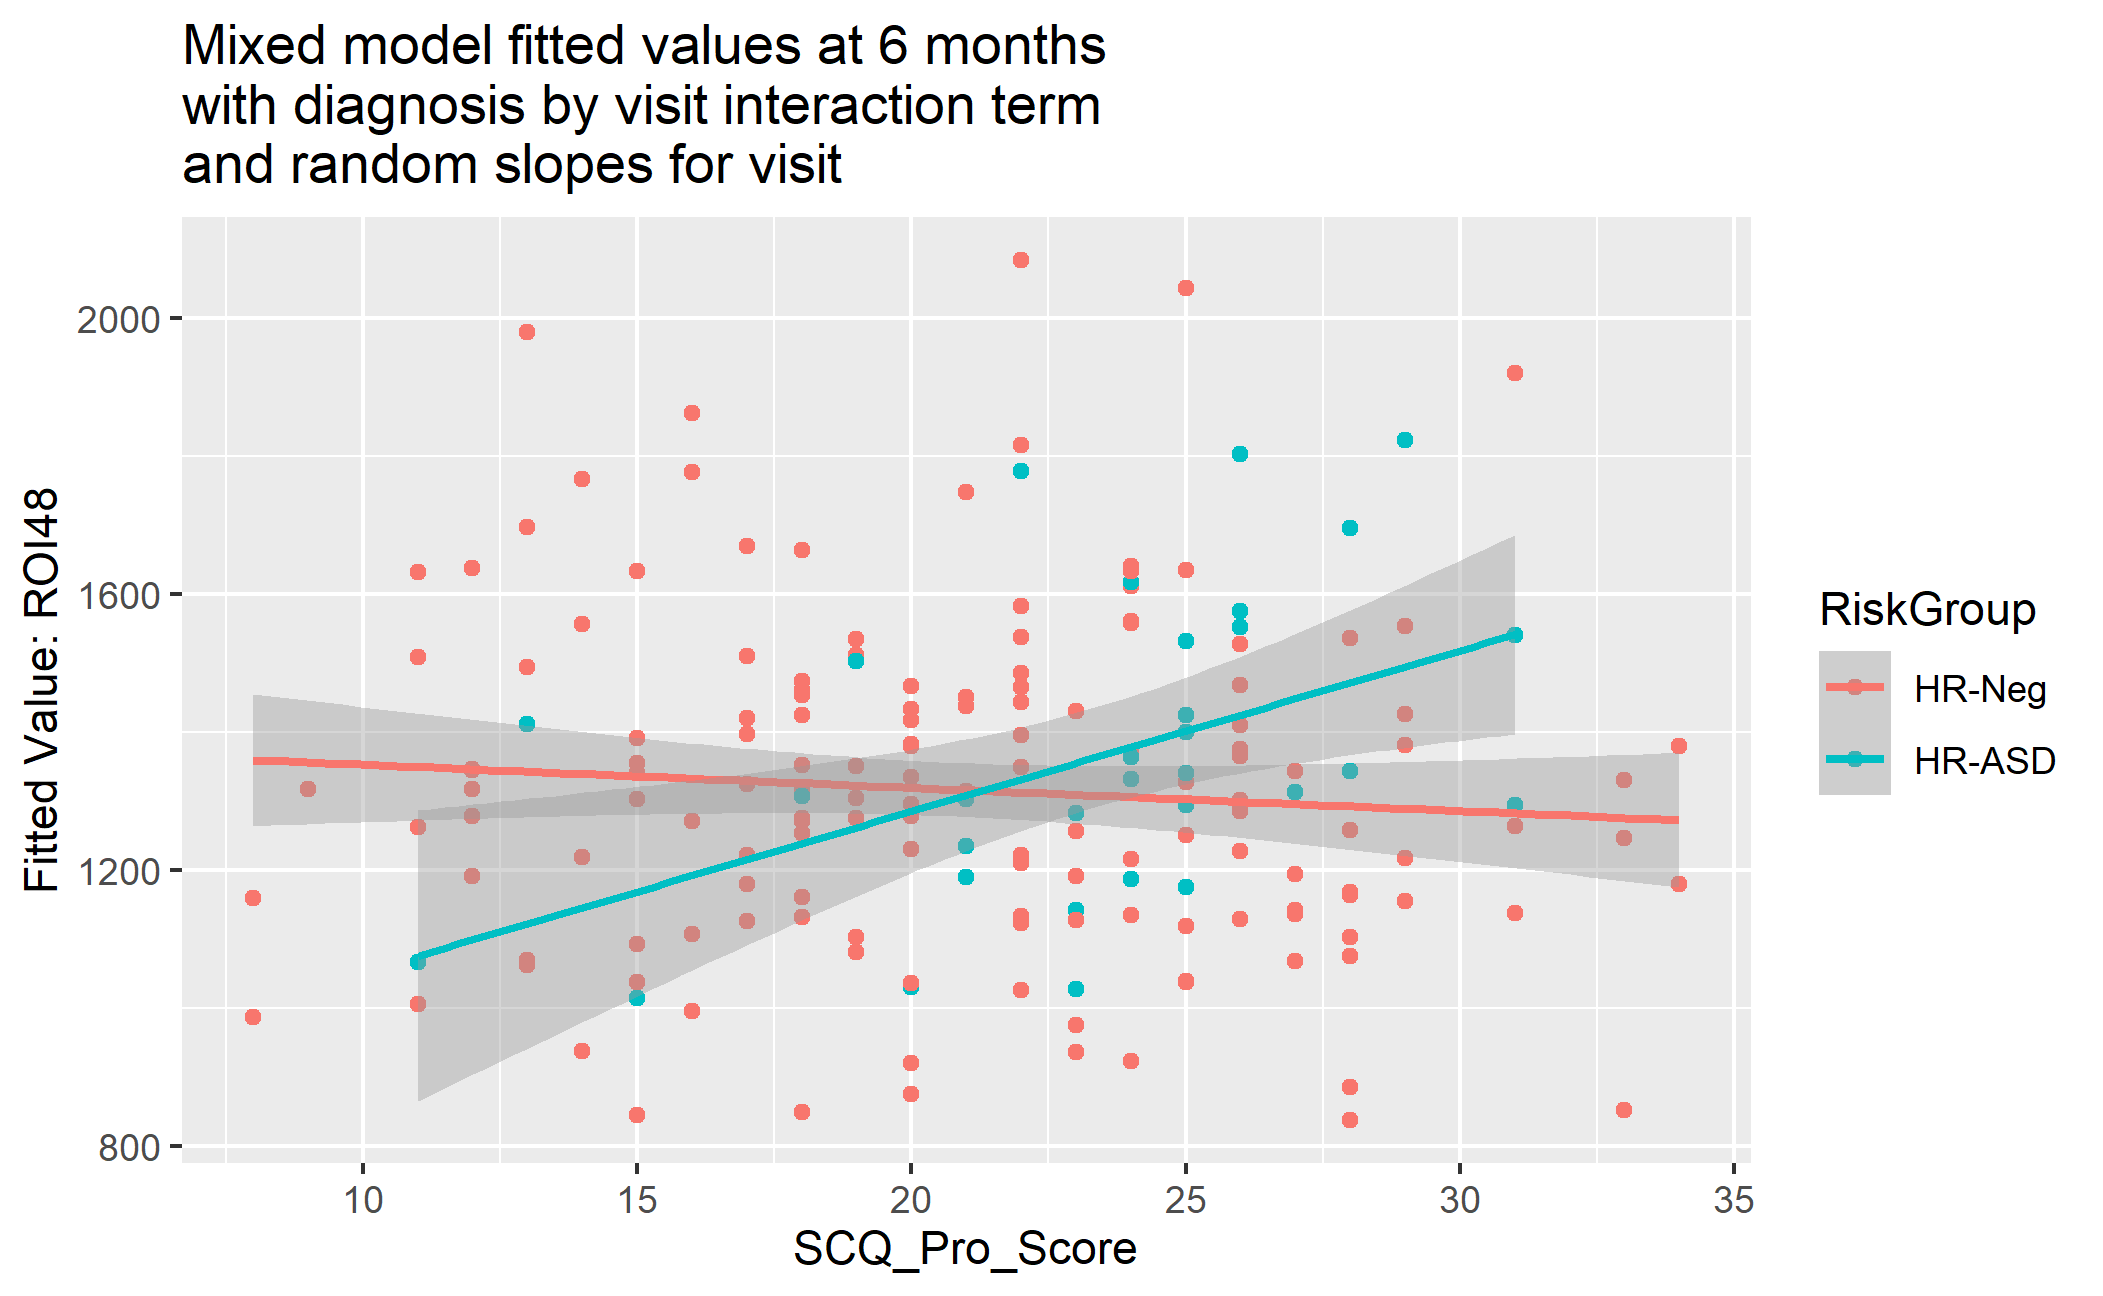 Mixed model fitted values at 6 months
with diagnosis by visit interaction term
and random slopes for visit
Fitted Value: ROI48
2000
1600
1200
800
10 15 20 25 30 35
SCQ_Pro_Score
RiskGroup
HR-Neg
HR-ASD